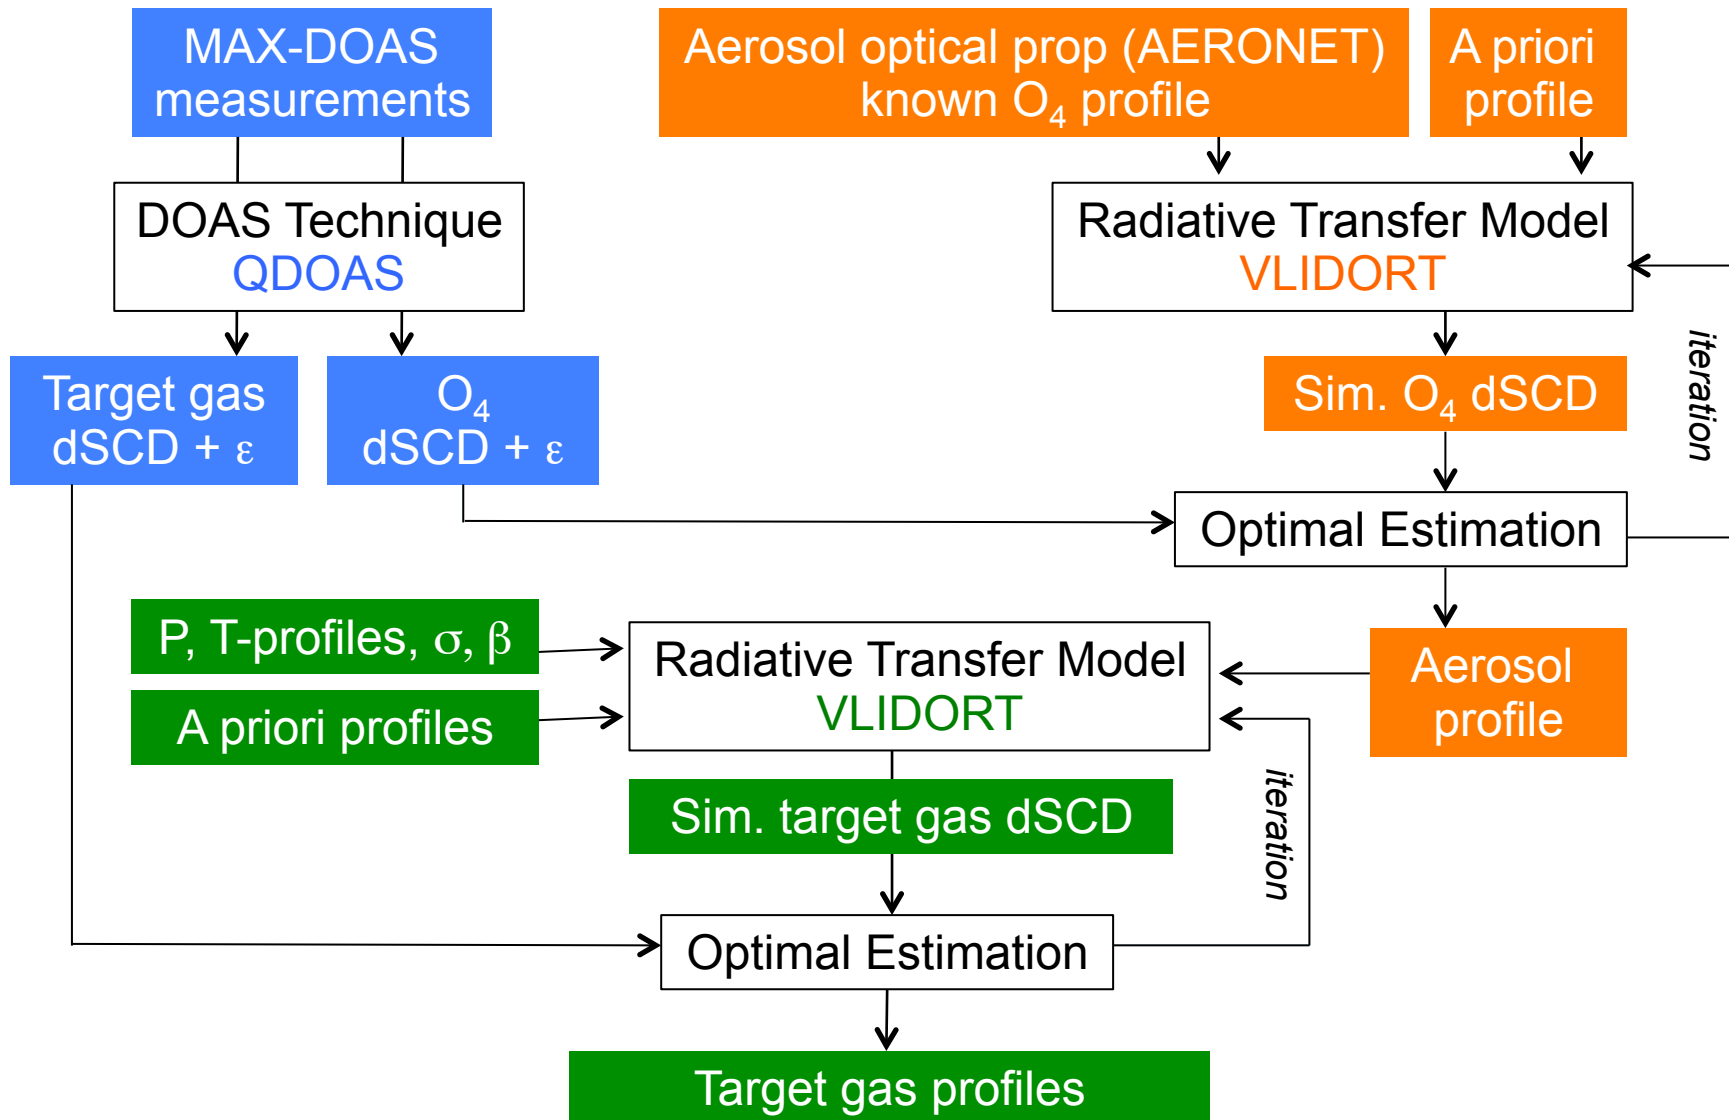 MAX-DOAS
measurements
Aerosol optical prop (AERONET)
known O₄ profile
A priori
profile
DOAS Technique
QDOAS
Radiative Transfer Model
VLIDORT
iteration
Target gas
dSCD + ε
O₄
dSCD + ε
Sim. O₄ dSCD
Optimal Estimation
P, T-profiles, σ, β
A priori profiles
Radiative Transfer Model
VLIDORT
Aerosol
profile
Sim. target gas dSCD
iteration
Optimal Estimation
Target gas profiles